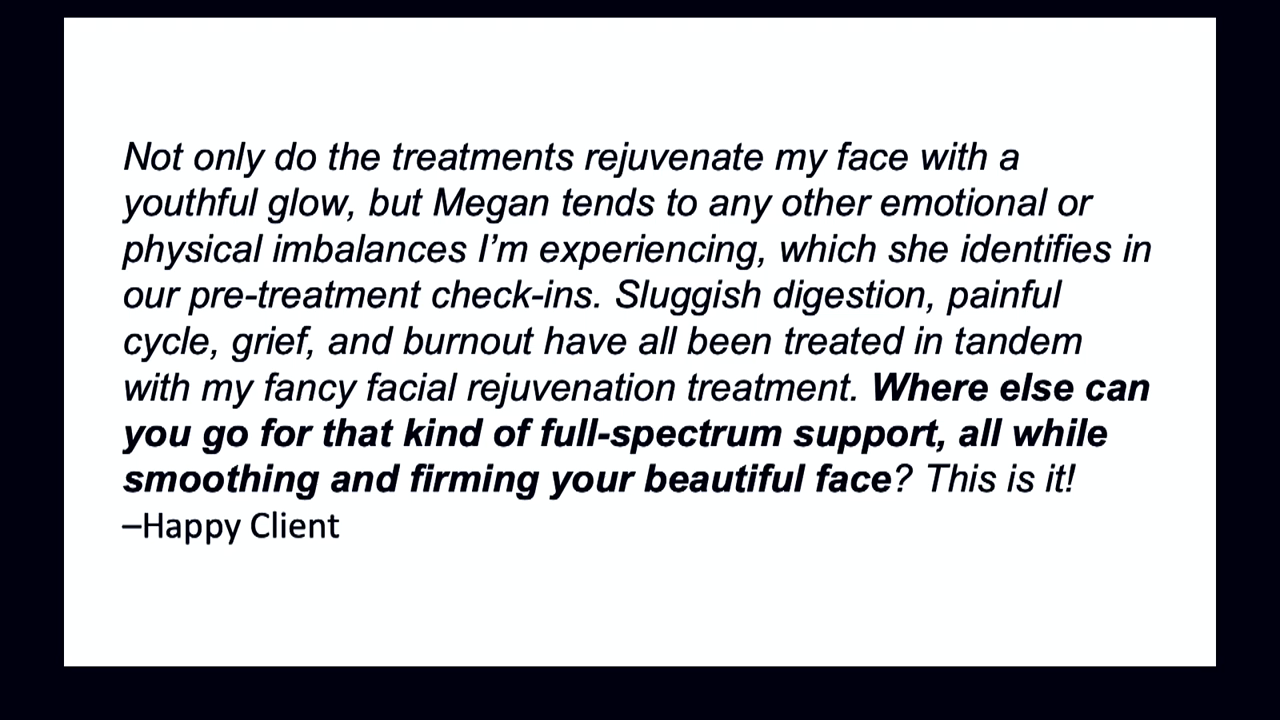 Not only do the treatments rejuvenate my face with a
youthful glow, but Megan tends to any other emotional or
physical imbalances I’m experiencing, which she identifies in
our pre-treatment check-ins. Sluggish digestion, painful
cycle, grief, and burnout have all been treated in tandem
with my fancy facial rejuvenation treatment. Where else can
you go for that kind of full-spectrum support, all while
smoothing and firming your beautiful face? This is it!
–Happy Client